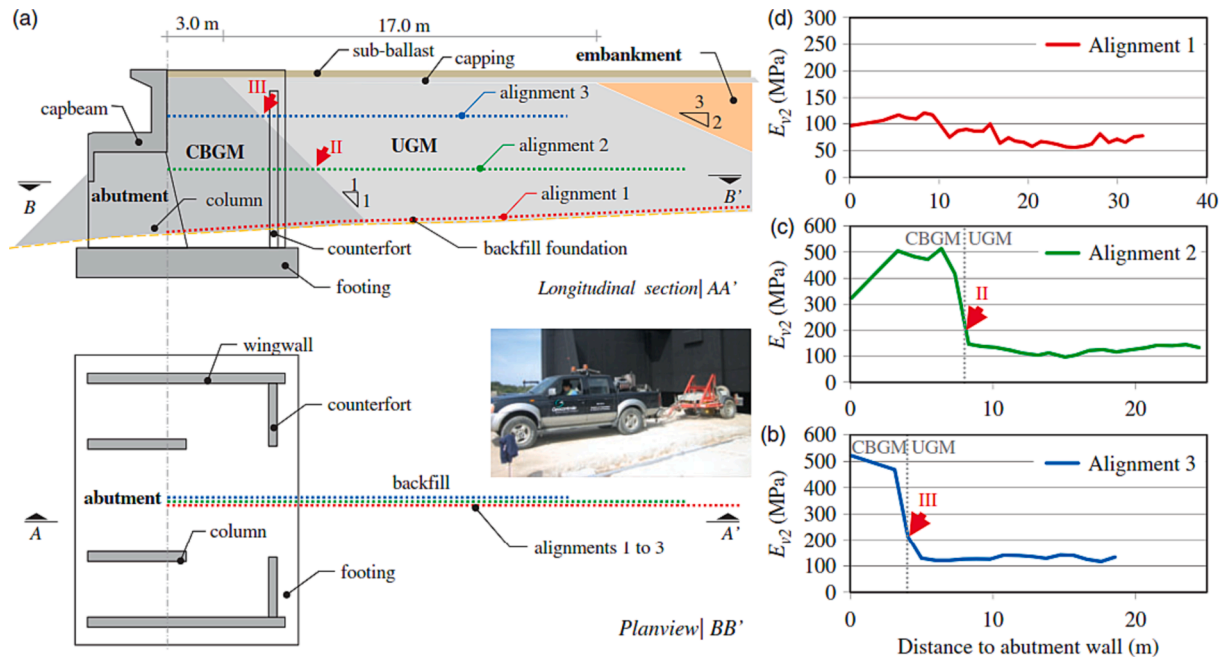 (a)
3.0 m
17.0 m
sub-ballast
capping
embankment
III
alignment 3
3
2
capbeam
CBGM
UGM
II
alignment 2
abutment
1
1
alignment 1
B
B'
column
counterfort
backfill foundation
footing
Longitudinal section| AA'
wingwall
counterfort
abutment
backfill
A
A'
column
alignments 1 to 3
footing
Planview| BB'
(d)
300
250
200
150
100
50
0
Ev2 (MPa)
Alignment 1
0
10
20
30
40
(c)
600
500
400
300
200
100
0
Ev2 (MPa)
CBGM
UGM
Alignment 2
II
0
10
20
(b)
600
500
400
300
200
100
0
Ev2 (MPa)
CBGM
UGM
Alignment 3
III
0
10
20
Distance to abutment wall (m)